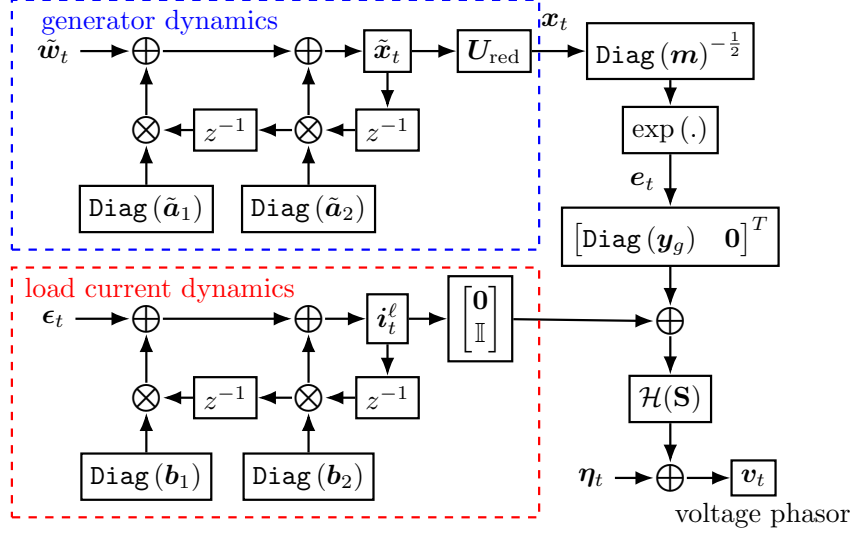 generator dynamics
w̃_t ⊕ ⊕ x̃_t U_red x_t Diag(m)^{-1/2}
⊗ z^{-1} ⊗ z^{-1} exp(.)
e_t
Diag(ã_1) Diag(ã_2) [Diag(y_g) 0]^T
load current dynamics
ϵ_t ⊕ ⊕ i_t^ℓ [0 𝕀] ⊕
⊗ z^{-1} ⊗ z^{-1} ℋ(S)
Diag(b_1) Diag(b_2) η_t ⊕ v_t
voltage phasor